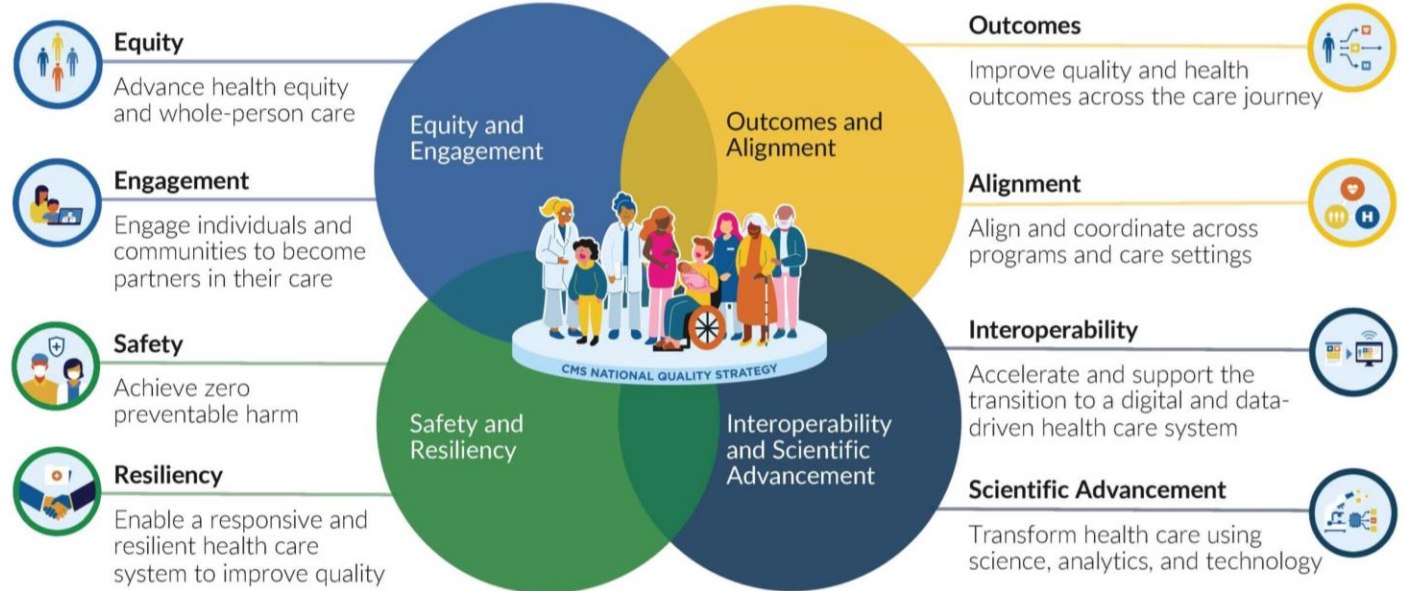 Equity
Advance health equity
and whole-person care
Engagement
Engage individuals and
communities to become
partners in their care
Safety
Achieve zero
preventable harm
Resiliency
Enable a responsive and
resilient health care
system to improve quality
Equity and
Engagement
Outcomes and
Alignment
CMS NATIONAL QUALITY STRATEGY
Safety and
Resiliency
Interoperability
and Scientific
Advancement
Outcomes
Improve quality and health
outcomes across the care journey
Alignment
Align and coordinate across
programs and care settings
H
Interoperability
Accelerate and support the
transition to a digital and data-
driven health care system
Scientific Advancement
Transform health care using
science, analytics, and technology